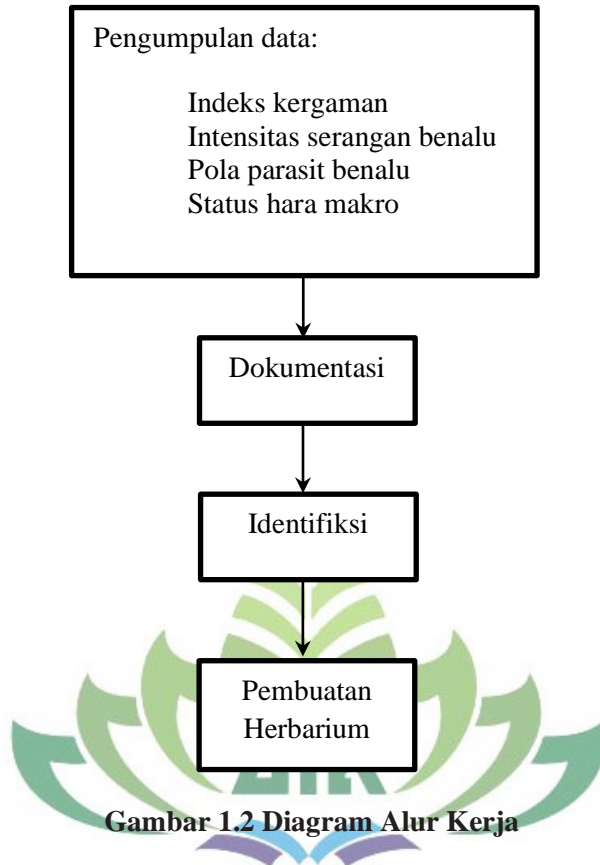 Pengumpulan data:
Indeks kergaman
Intensitas serangan benalu
Pola parasit benalu
Status hara makro
Dokumentasi
Identifiksi
Pembuatan
Herbarium
Gambar 1.2 Diagram Alur Kerja